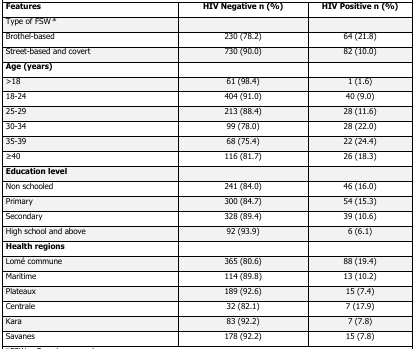 Features HIV Negative n (%) HIV Positive n (%)
Type of FSW *
Brothel-based 230 (78.2) 64 (21.8)
Street-based and covert 730 (90.0) 82 (10.0)
Age (years)
>18 61 (98.4) 1 (1.6)
18-24 404 (91.0) 40 (9.0)
25-29 213 (88.4) 28 (11.6)
30-34 99 (78.0) 28 (22.0)
35-39 68 (75.4) 22 (24.4)
≥40 116 (81.7) 26 (18.3)
Education level
Non schooled 241 (84.0) 46 (16.0)
Primary 300 (84.7) 54 (15.3)
Secondary 328 (89.4) 39 (10.6)
High school and above 92 (93.9) 6 (6.1)
Health regions
Lomé commune 365 (80.6) 88 (19.4)
Maritime 114 (89.8) 13 (10.2)
Plateaux 189 (92.6) 15 (7.4)
Centrale 32 (82.1) 7 (17.9)
Kara 83 (92.2) 7 (7.8)
Savanes 178 (92.2) 15 (7.8)